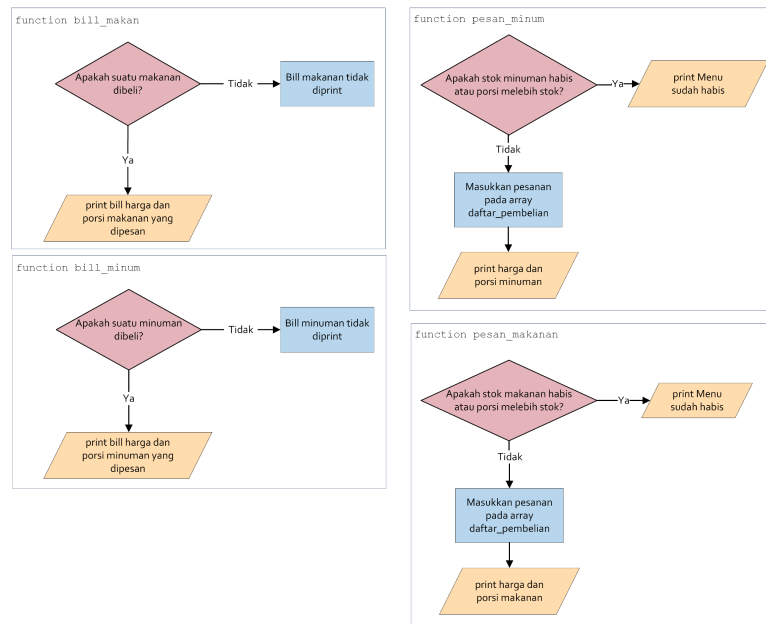 function bill_makan
Apakah suatu makanan
dibeli?
Tidak
Bill makanan tidak
diprint
Ya
print bill harga dan
porsi makanan yang
dipesan
function bill_minum
Apakah suatu minuman
dibeli?
Tidak
Bill minuman tidak
diprint
Ya
print bill harga dan
porsi minuman yang
dipesan
function pesan_minum
Apakah stok minuman habis
atau porsi melebih stok?
Ya
print Menu
sudah habis
Tidak
Masukkan pesanan
pada array
daftar_pembelian
print harga dan
porsi minuman
function pesan_makanan
Apakah stok makanan habis
atau porsi melebih stok?
Ya
print Menu
sudah habis
Tidak
Masukkan pesanan
pada array
daftar_pembelian
print harga dan
porsi makanan